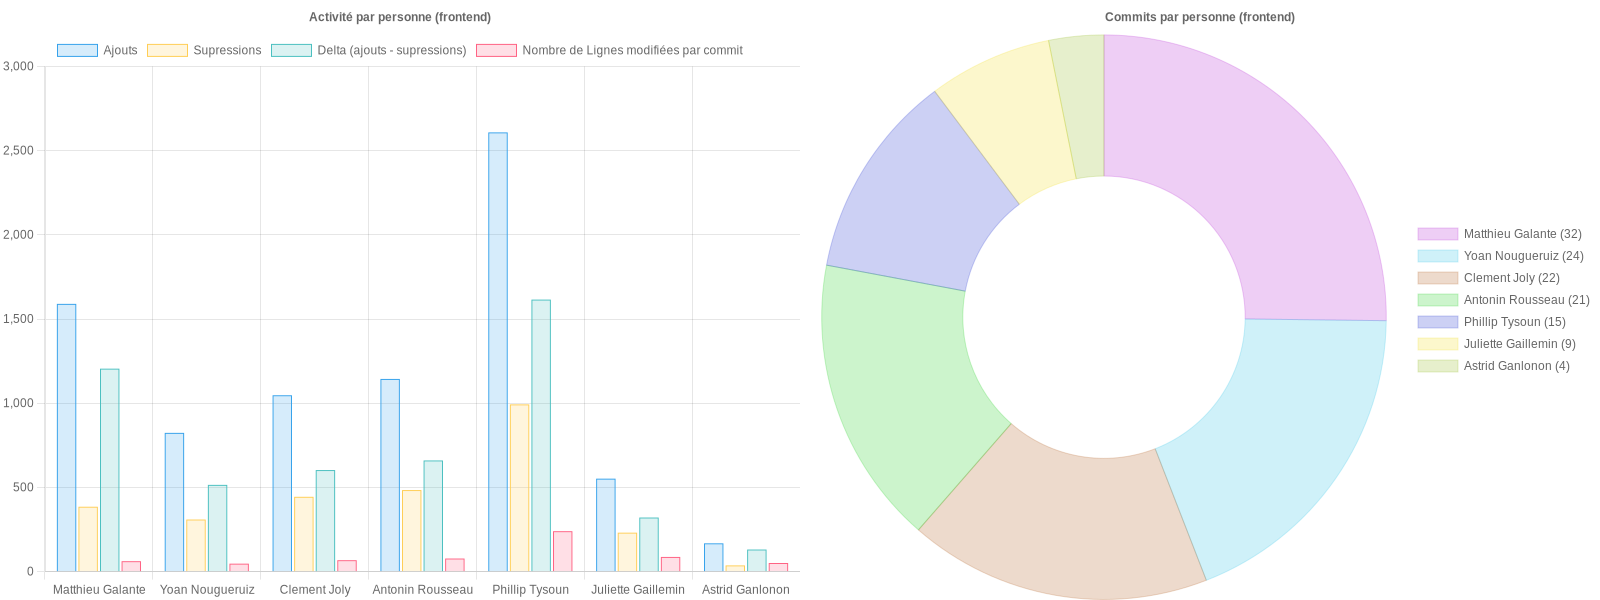 Activité par personne (frontend)
Ajouts
Supressions
Delta (ajouts - supressions)
Nombre de Lignes modifiées par commit
3,000
2,500
2,000
1,500
1,000
500
0
Matthieu Galante
Yoan Nougueruiz
Clement Joly
Antonin Rousseau
Phillip Tysoun
Juliette Gaillemin
Astrid Ganlonon
Commits par personne (frontend)
Matthieu Galante (32)
Yoan Nougueruiz (24)
Clement Joly (22)
Antonin Rousseau (21)
Phillip Tysoun (15)
Juliette Gaillemin (9)
Astrid Ganlonon (4)